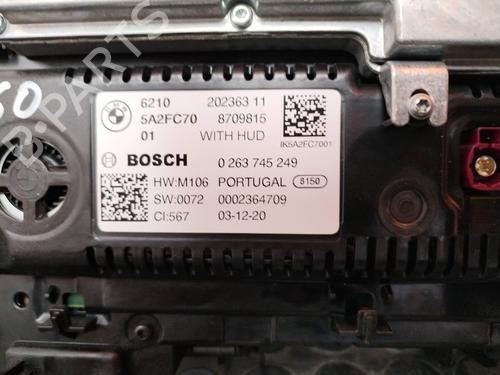 6210 202363 11
5A2FC70 8709815
01 WITH HUD
IK5A2FC7001
BOSCH 0 263 745 249
HW:M106 PORTUGAL 8150
SW:0072 0002364709
CI:567 03-12-20
B-PARTS